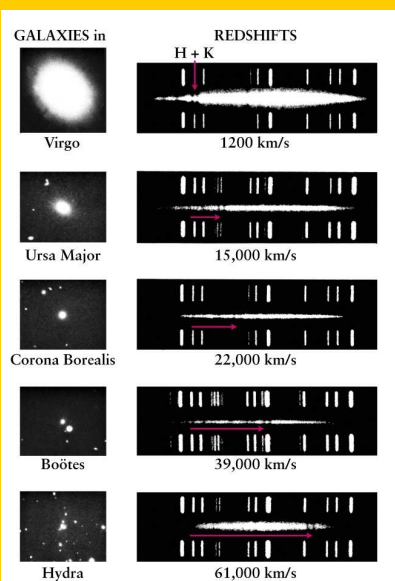 GALAXIES in
REDSHIFTS
H + K
Virgo
1200 km/s
Ursa Major
15,000 km/s
Corona Borealis
22,000 km/s
Boötes
39,000 km/s
Hydra
61,000 km/s